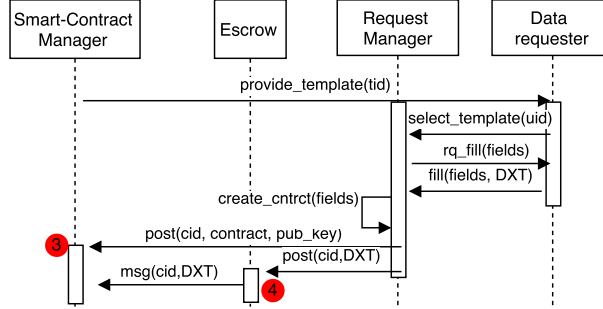 Smart-Contract
Manager
Escrow
Request
Manager
Data
requester
provide_template(tid)
select_template(uid)
rq_fill(fields)
fill(fields, DXT)
create_cntrct(fields)
post(cid, contract, pub_key)
3
post(cid,DXT)
msg(cid,DXT)
4